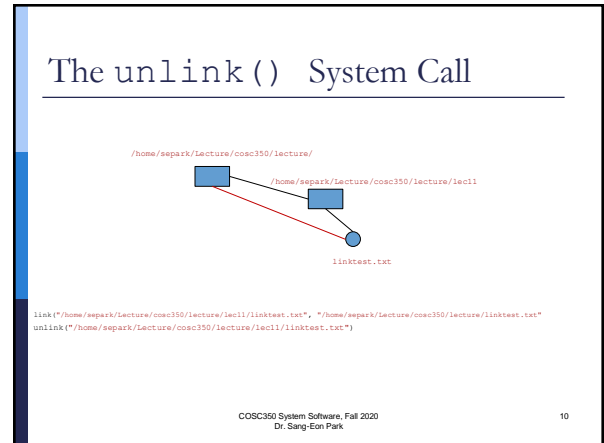 The unlink() System Call
/home/separk/Lecture/cosc350/lecture/
/home/separk/Lecture/cosc350/lecture/lec11
linktest.txt
link("/home/separk/Lecture/cosc350/lecture/lec11/linktest.txt", "/home/separk/Lecture/cosc350/lecture/linktest.txt"
unlink("/home/separk/Lecture/cosc350/lecture/lec11/linktest.txt")
COSC350 System Software, Fall 2020
Dr. Sang-Eon Park
10